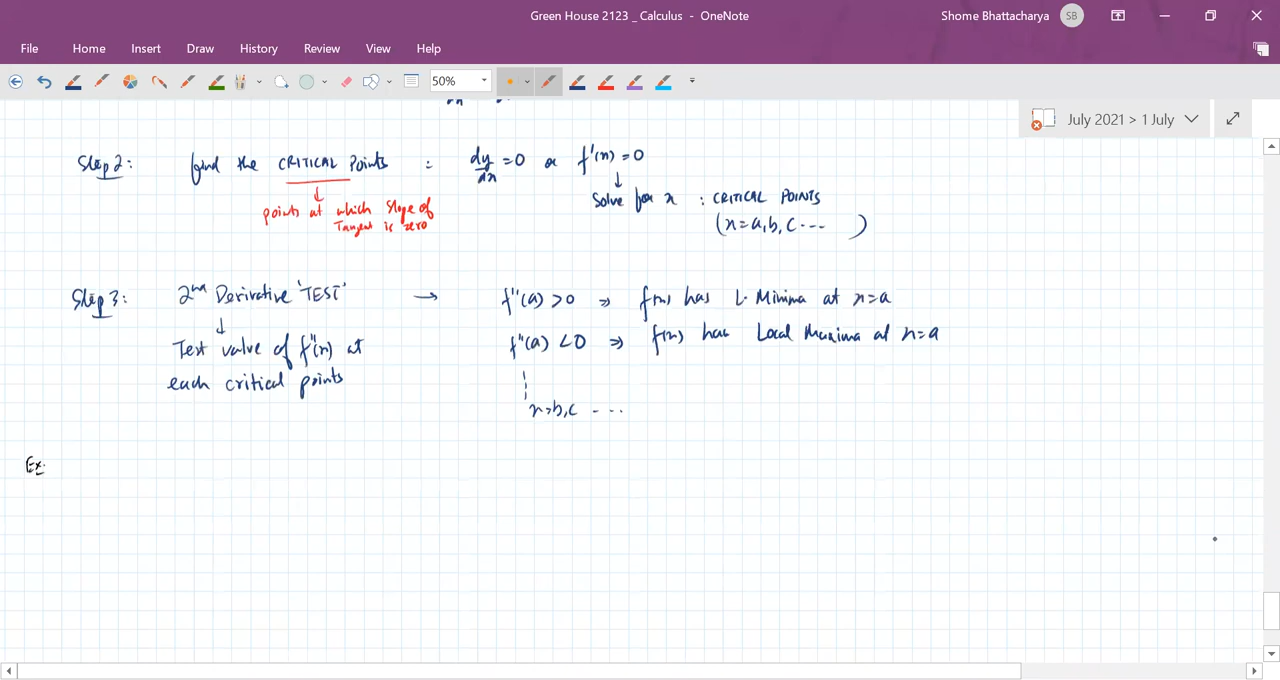 Green House 2123 _ Calculus - OneNote
Shome Bhattacharya SB
File Home Insert Draw History Review View Help
50%
July 2021 > 1 July
Step 2: find the CRITICAL Points : dy/dx = 0 or f'(x) = 0
Solve for x : CRITICAL POINTS
(x = a, b, c ....)
points at which slope of
Tangent is zero
Step 3: 2nd Derivative 'TEST' → f''(a) > 0 ⇒ f(x) has L. Minima at x = a
f''(a) < 0 ⇒ f(x) has Local Maxima at x = a
Test value of f''(x) at
each critical points
x = b, c ....
Ex: